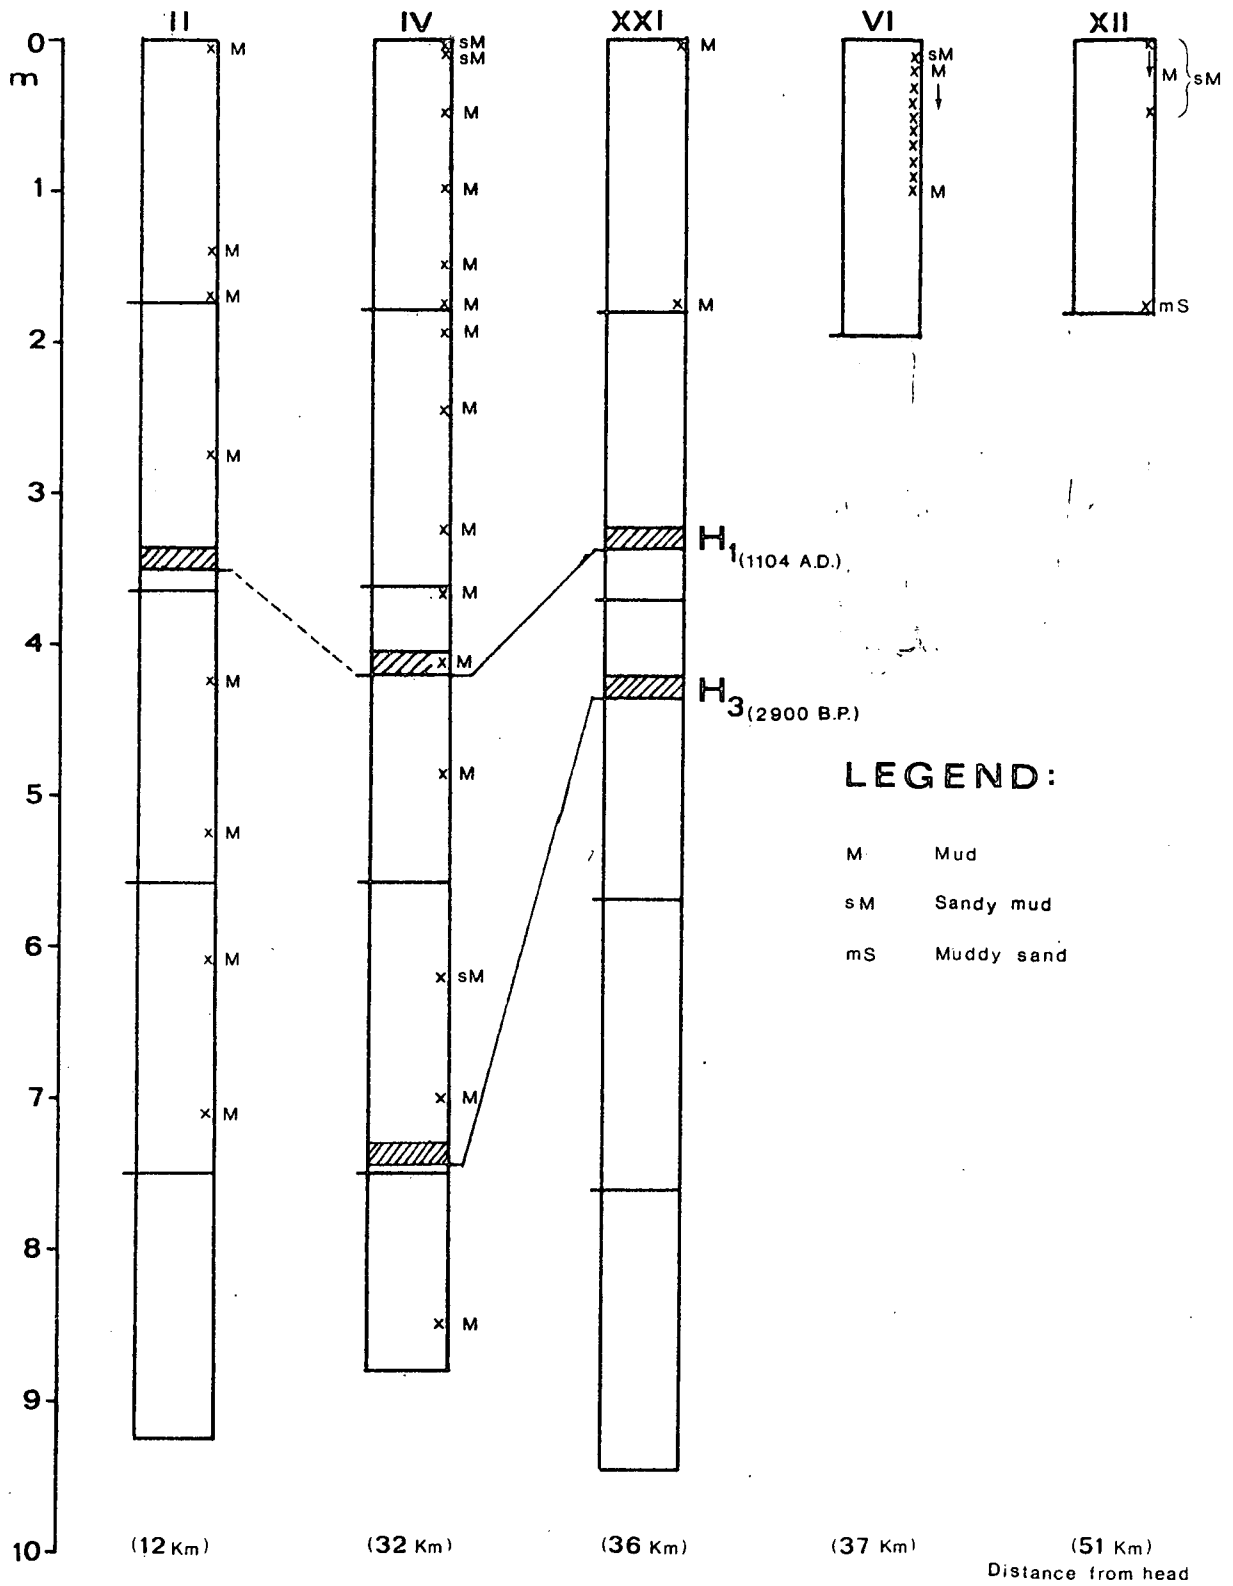 II IV XXI VI XII
0 sM
M M sM
m sM M M sM
M
M
1 M M
M M
M M M mS
M
2
M
M
3
M
H1 (1104 A.D.)
M
4
M
M H3 (2900 B.P.)
LEGEND:
5 M
M
M Mud
sM Sandy mud
6 M mS Muddy sand
sM
7 M
M
8
M
9
10 (12 Km) (32 Km) (36 Km) (37 Km) (51 Km)
Distance from head